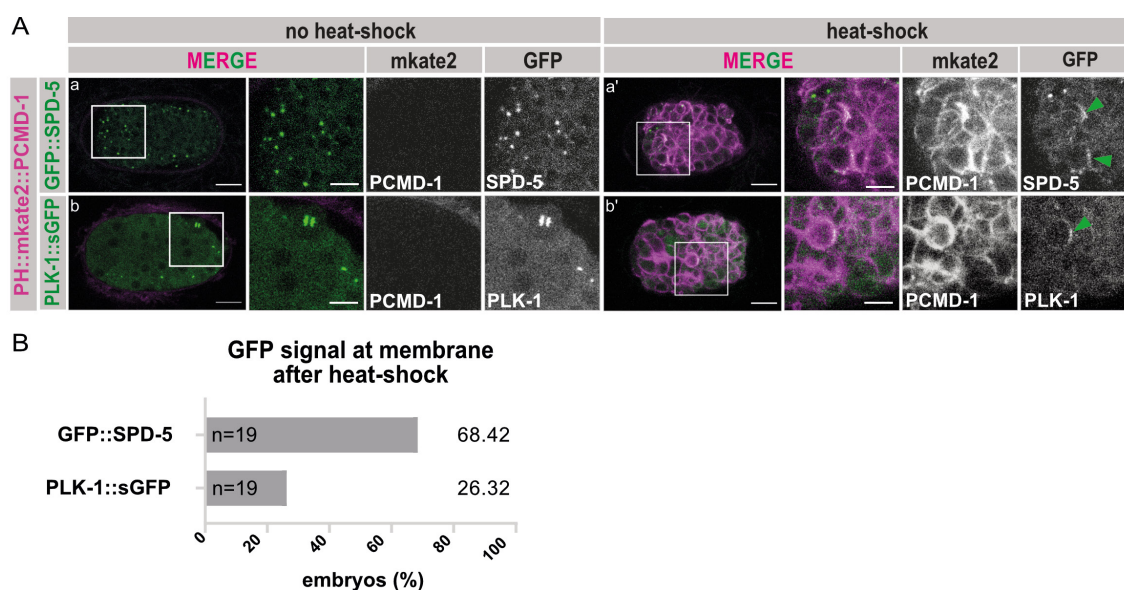 A
no heat-shock
heat-shock
MERGE
mkate2
GFP
MERGE
mkate2
GFP
PH::mkate2::PCMD-1
GFP::SPD-5
a
PCMD-1
SPD-5
a'
PCMD-1
SPD-5
PLK-1::sGFP
b
PCMD-1
PLK-1
b'
PCMD-1
PLK-1
B
GFP signal at membrane
after heat-shock
GFP::SPD-5
n=19
68.42
PLK-1::sGFP
n=19
26.32
0
20
40
60
80
100
embryos (%)